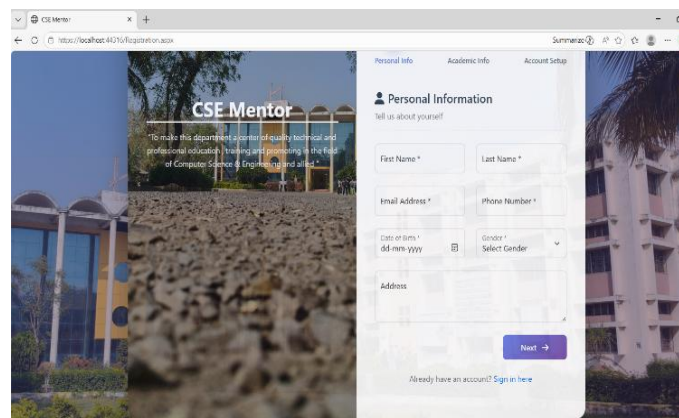 CSE Mentor
https://localhost:44316/Registration.aspx
Summarize
Personal Info Academic Info Account Setup
CSE Mentor
"To make this department a center of quality technical and
professional education , training and promoting in the field
of Computer Science & Engineering and allied."
Personal Information
Tell us about yourself
First Name * Last Name *
Email Address * Phone Number *
Date of Birth * Gender *
dd-mm-yyyy Select Gender
Address
Next →
Already have an account? Sign in here